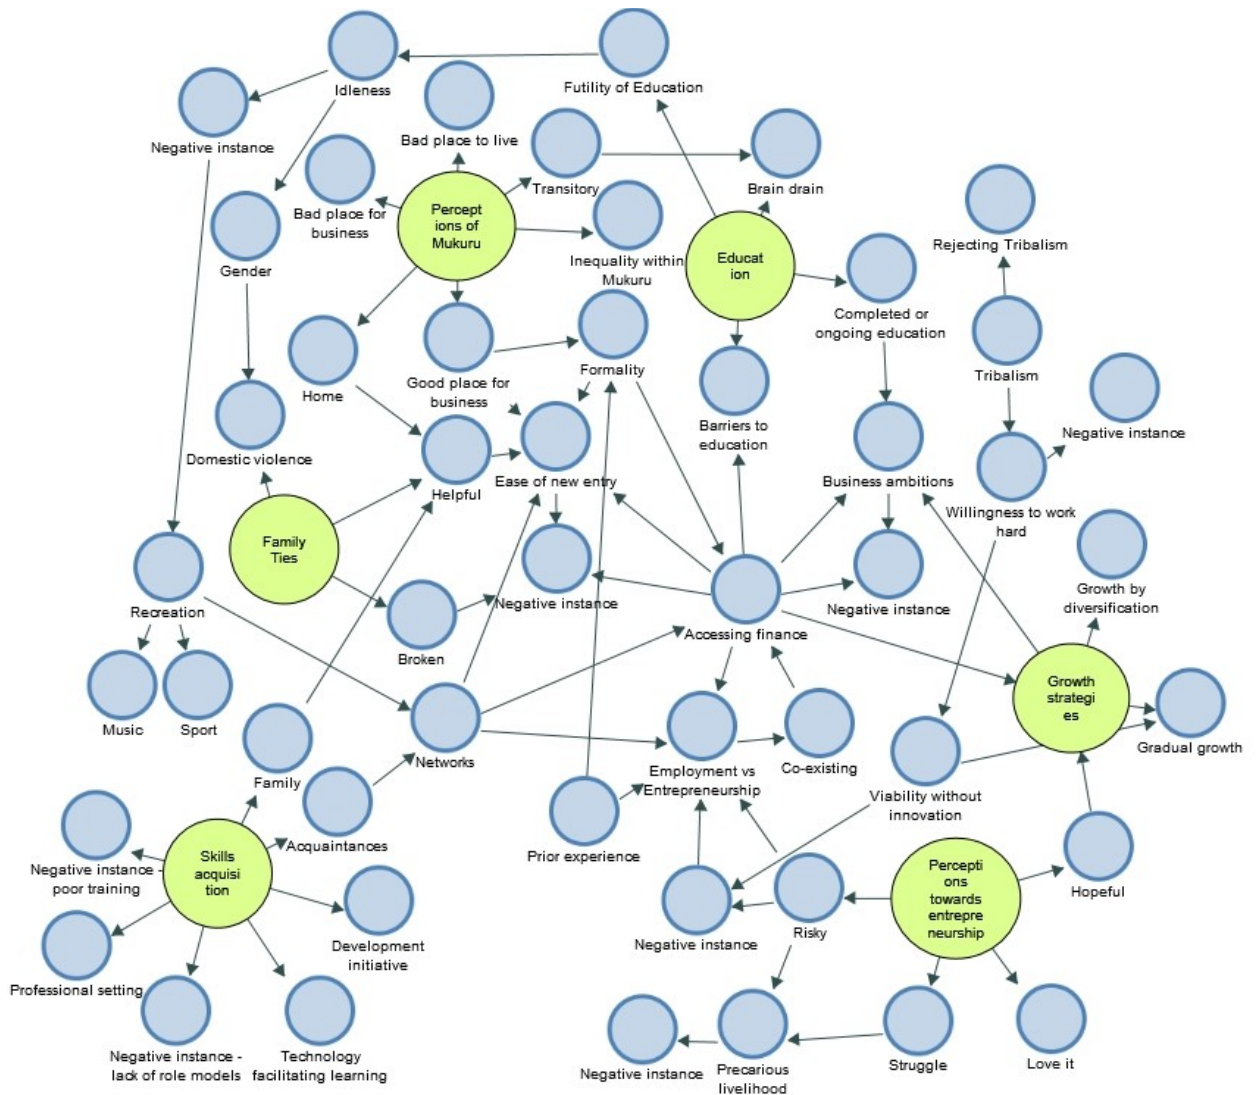 Idleness
Futility of Education
Negative instance
Bad place to live
Transitory
Brain drain
Bad place for
business
Percept
ions of
Mukuru
Gender
Inequality within
Mukuru
Educat
ion
Rejecting Tribalism
Completed or
ongoing education
Home
Good place for
business
Formality
Tribalism
Barriers to
education
Negative instance
Domestic violence
Helpful
Ease of new entry
Business ambitions
Willingness to work
hard
Family
Ties
Recreation
Broken
Negative instance
Accessing finance
Negative instance
Growth by
diversification
Growth
strategi
es
Music
Sport
Family
Networks
Employment vs
Entrepreneurship
Co-existing
Viability without
innovation
Gradual growth
Acquaintances
Prior experience
Negative instance -
poor training
Skills
acquisi
tion
Development
initiative
Negative instance
Risky
Percepti
ons
towards
entrepre
neurship
Hopeful
Professional setting
Negative instance -
lack of role models
Technology
facilitating learning
Negative instance
Precarious
livelihood
Struggle
Love it